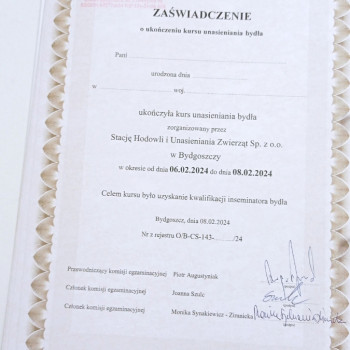 ZAŚWIADCZENIE
o ukończeniu kursu unasieniania bydła
Pani
urodzona dnia
w woj.
ukończyła kurs unasieniania bydła
zorganizowany przez
Stację Hodowli i Unasieniania Zwierząt Sp. z o.o.
w Bydgoszczy
w okresie od dnia 06.02.2024 do dnia 08.02.2024
Celem kursu było uzyskanie kwalifikacji inseminatora bydła
Bydgoszcz, dnia 08.02.2024
Nr z rejestru O/B-CS-143-.........../24
Przewodniczący komisji egzaminacyjnej Piotr Augustyniak
Członek komisji egzaminacyjnej Joanna Szulc
Członek komisji egzaminacyjnej Monika Synakiewicz -